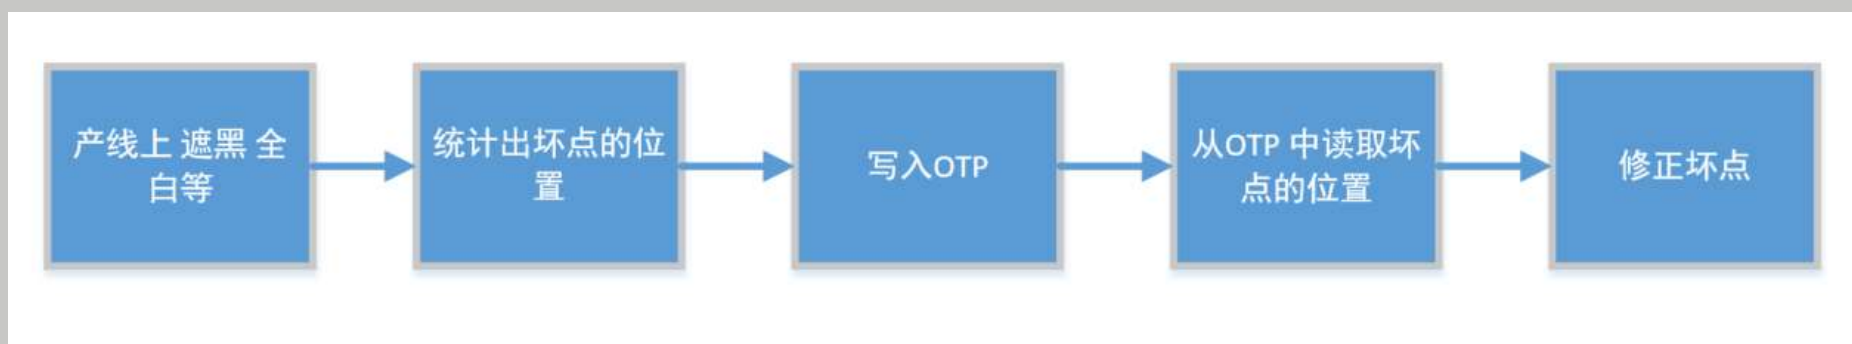 产线上 遮黑 全
白等
统计出坏点的位
置
写入OTP
从OTP 中读取坏
点的位置
修正坏点